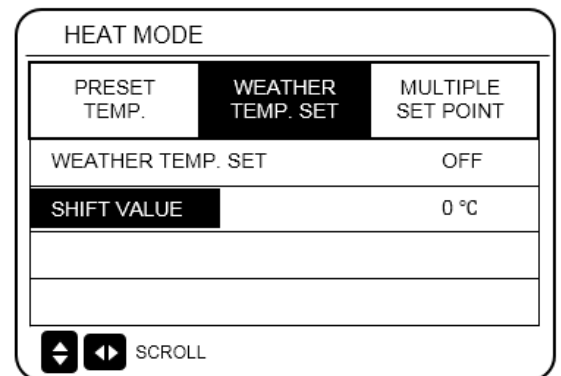 HEAT MODE
PRESET TEMP.
WEATHER TEMP. SET
MULTIPLE SET POINT
WEATHER TEMP. SET OFF
SHIFT VALUE 0 °C
SCROLL